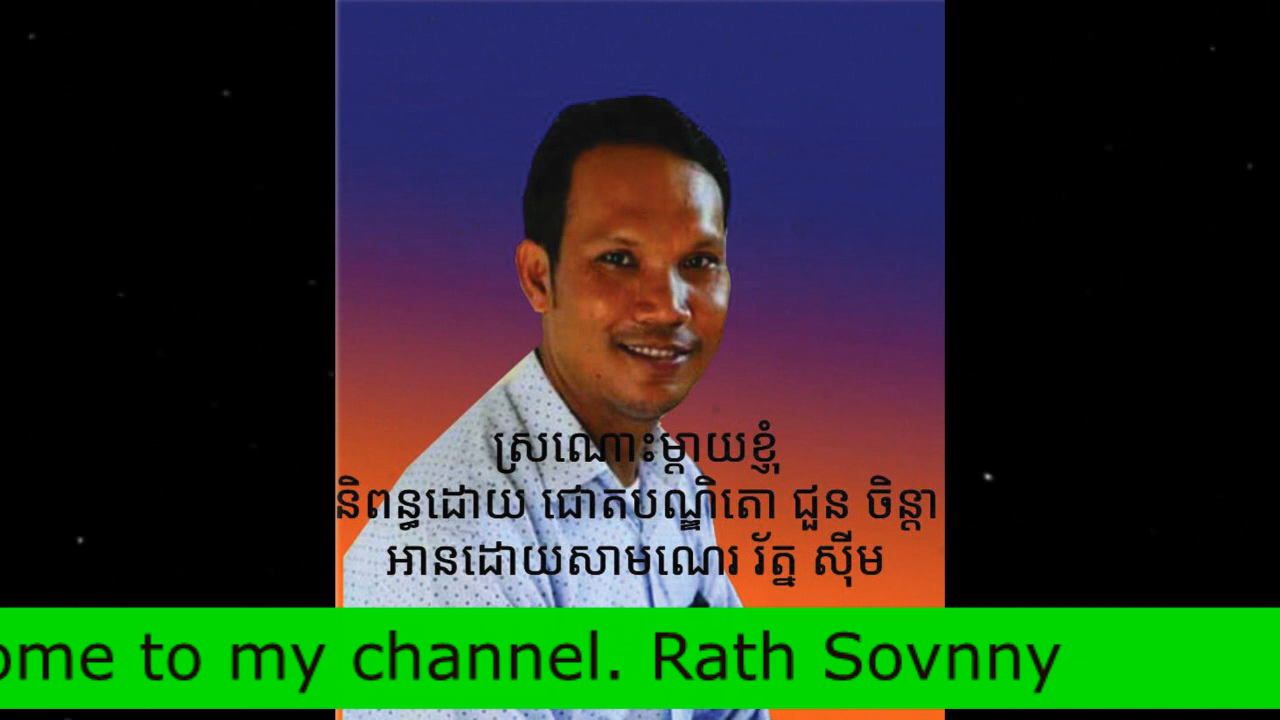 ស្រណោះម្ដាយខ្ញុំ
និពន្ធដោយ ជោតបណ្ឌិតោ ជួន ចិន្តា
អានដោយសាមណេរ រ័ត្ន ស៊ីម
ome to my channel. Rath Sovnny